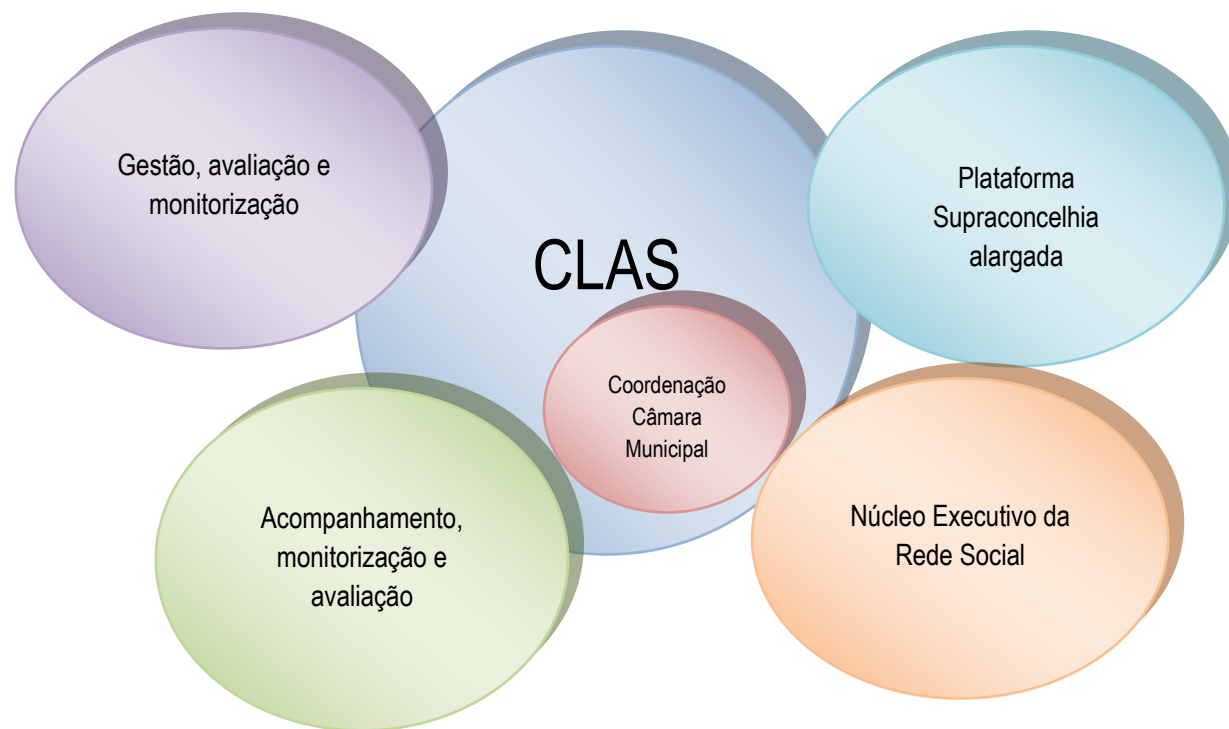 Gestão, avaliação e
monitorização
CLAS
Plataforma
Supraconcelhia
alargada
Coordenação
Câmara
Municipal
Acompanhamento,
monitorização e
avaliação
Núcleo Executivo da
Rede Social